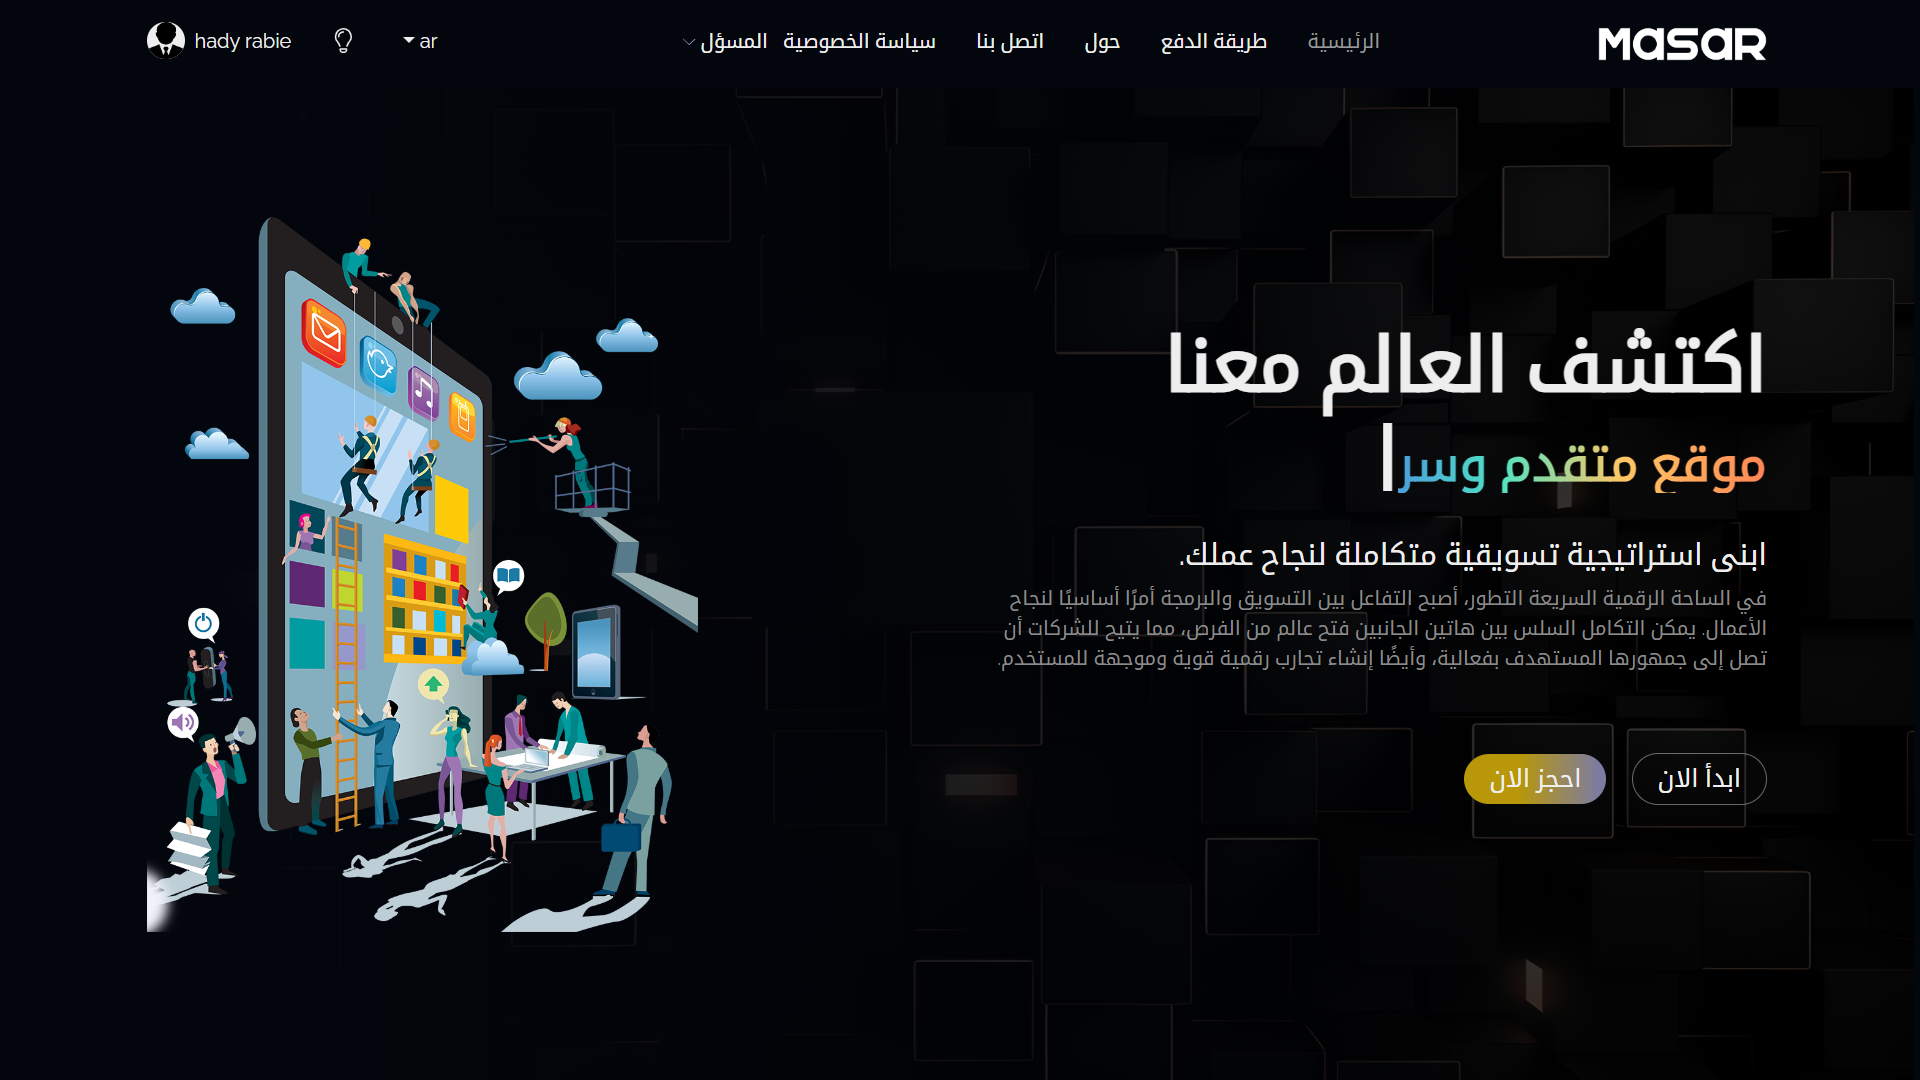 MASAR
الرئيسية
طريقة الدفع
حول
اتصل بنا
سياسة الخصوصية
المسؤل
ar
hady rabie
اكتشف العالم معنا
موقع متقدم وسر
ابنى استراتيجية تسويقية متكاملة لنجاح عملك.
في الساحة الرقمية السريعة التطور، أصبح التفاعل بين التسويق والبرمجة أمرًا أساسيًا لنجاح
الأعمال. يمكن التكامل السلس بين هاتين الجانبين فتح عالم من الفرص، مما يتيح للشركات أن
تصل إلى جمهورها المستهدف بفعالية، وأيضًا إنشاء تجارب رقمية قوية وموجهة للمستخدم.
ابدأ الان
احجز الان